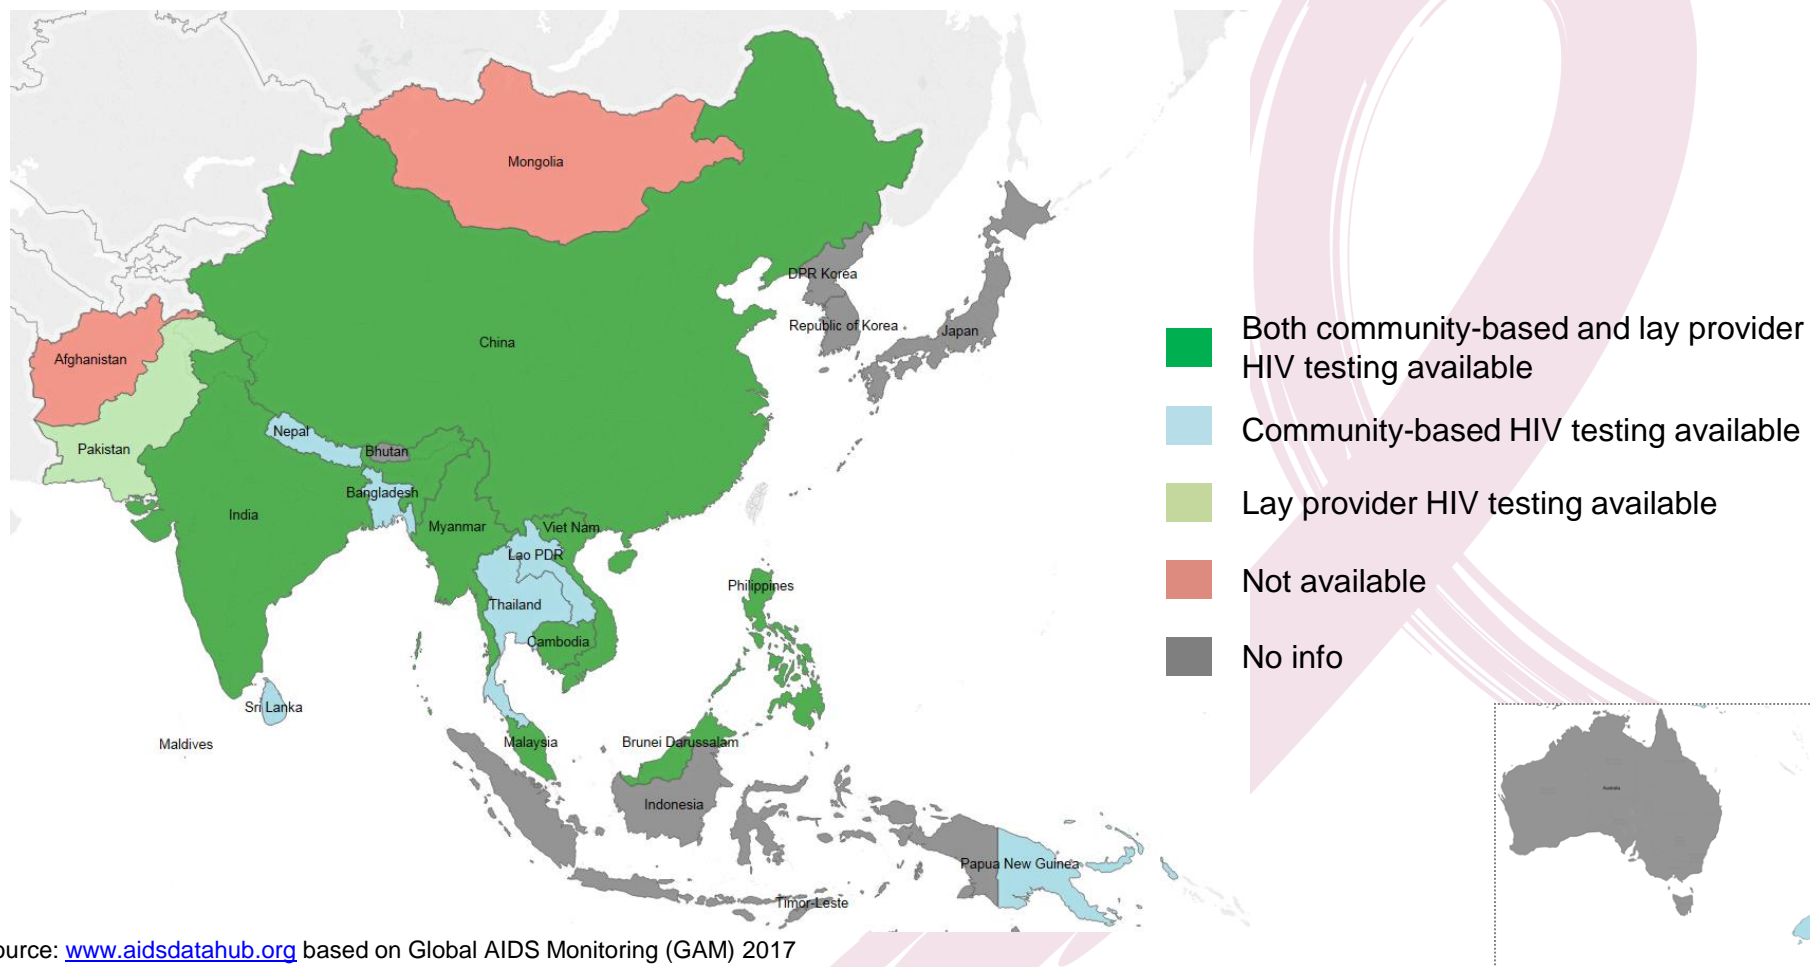 Mongolia
DPR Korea
Republic of Korea
Japan
China
Afghanistan
Pakistan
Nepal
Bhutan
Bangladesh
India
Myanmar
Viet Nam
Lao PDR
Thailand
Cambodia
Philippines
Sri Lanka
Maldives
Malaysia
Brunei Darussalam
Indonesia
Papua New Guinea
Timor-Leste
Both community-based and lay provider
HIV testing available
Community-based HIV testing available
Lay provider HIV testing available
Not available
No info
Australia
ource: www.aidsdatahub.org based on Global AIDS Monitoring (GAM) 2017